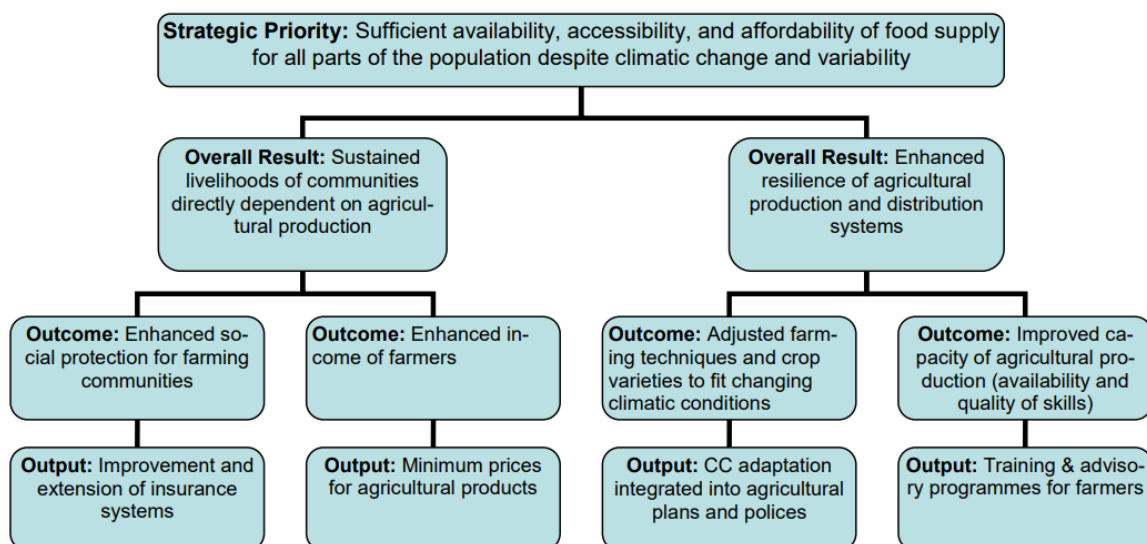 Strategic Priority: Sufficient availability, accessibility, and affordability of food supply
for all parts of the population despite climatic change and variability
Overall Result: Sustained
livelihoods of communities
directly dependent on agricul-
tural production
Overall Result: Enhanced
resilience of agricultural
production and distribution
systems
Outcome: Enhanced so-
cial protection for farming
communities
Outcome: Enhanced in-
come of farmers
Outcome: Adjusted farm-
ing techniques and crop
varieties to fit changing
climatic conditions
Outcome: Improved ca-
pacity of agricultural pro-
duction (availability and
quality of skills)
Output: Improvement and
extension of insurance
systems
Output: Minimum prices
for agricultural products
Output: CC adaptation
integrated into agricultural
plans and polices
Output: Training & adviso-
ry programmes for farmers